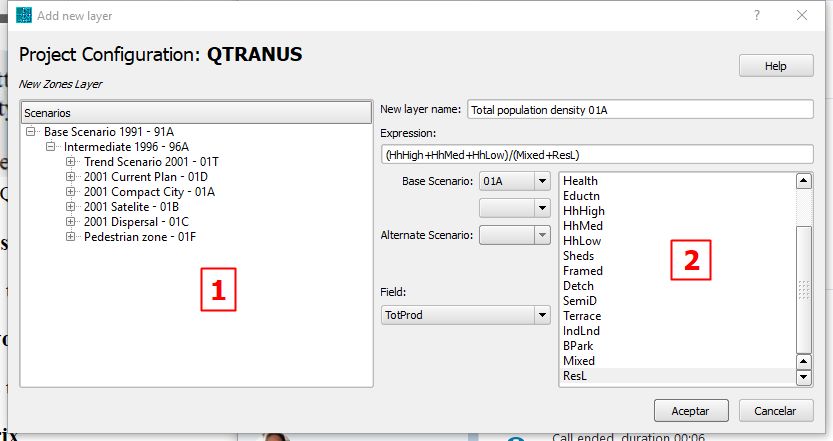 Add new layer
?
Project Configuration: QTRANUS
Help
New Zones Layer
Scenarios
Base Scenario 1991 - 91A
Intermediate 1996 - 96A
Trend Scenario 2001 - 01T
2001 Current Plan - 01D
2001 Compact City - 01A
2001 Satelite - 01B
2001 Dispersal - 01C
Pedestrian zone - 01F
1
New layer name: Total population density 01A
Expression:
(HhHigh+HhMed+HhLow)/(Mixed+ResL)
Base Scenario: 01A
Alternate Scenario:
Field:
TotProd
Health
Eductn
HhHigh
HhMed
HhLow
Sheds
Framed
Detch
SemiD
Terrace
IndLnd
BPark
Mixed
ResL
2
Aceptar
Cancelar
Call ended, duration 00:06
rix